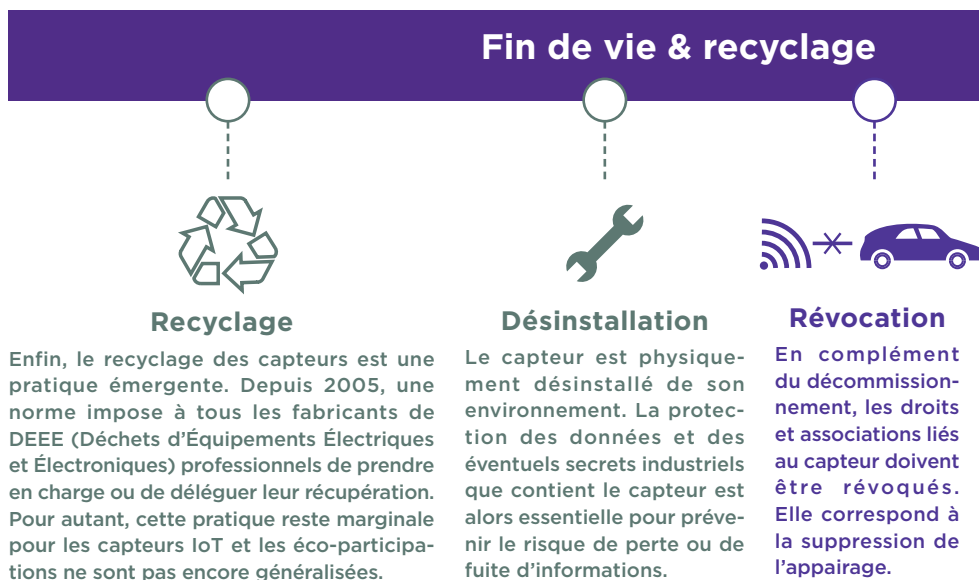 Fin de vie & recyclage
Recyclage
Enfin, le recyclage des capteurs est une
pratique émergente. Depuis 2005, une
norme impose à tous les fabricants de
DEEE (Déchets d’Équipements Électriques
et Électroniques) professionnels de prendre
en charge ou de déléguer leur récupération.
Pour autant, cette pratique reste marginale
pour les capteurs IoT et les éco-participa-
tions ne sont pas encore généralisées.
Désinstallation
Le capteur est physique-
ment désinstallé de son
environnement. La protec-
tion des données et des
éventuels secrets industriels
que contient le capteur est
alors essentielle pour préve-
nir le risque de perte ou de
fuite d’informations.
Révocation
En complément
du décommission-
nement, les droits
et associations liés
au capteur doivent
être révoqués.
Elle correspond à
la suppression de
l’appairage.